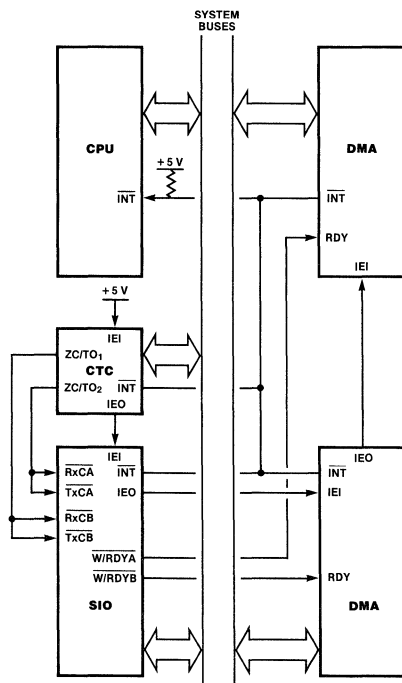 SYSTEM
BUSES
CPU
+5 V
INT
DMA
INT
RDY
IEI
+5 V
IEI
ZC/TO₁
CTC
ZC/TO₂
INT
IEO
IEI
RxCA
INT
TxCA
IEO
RxCB
TxCB
W/RDYA
W/RDYB
SIO
IEO
INT
IEI
RDY
DMA